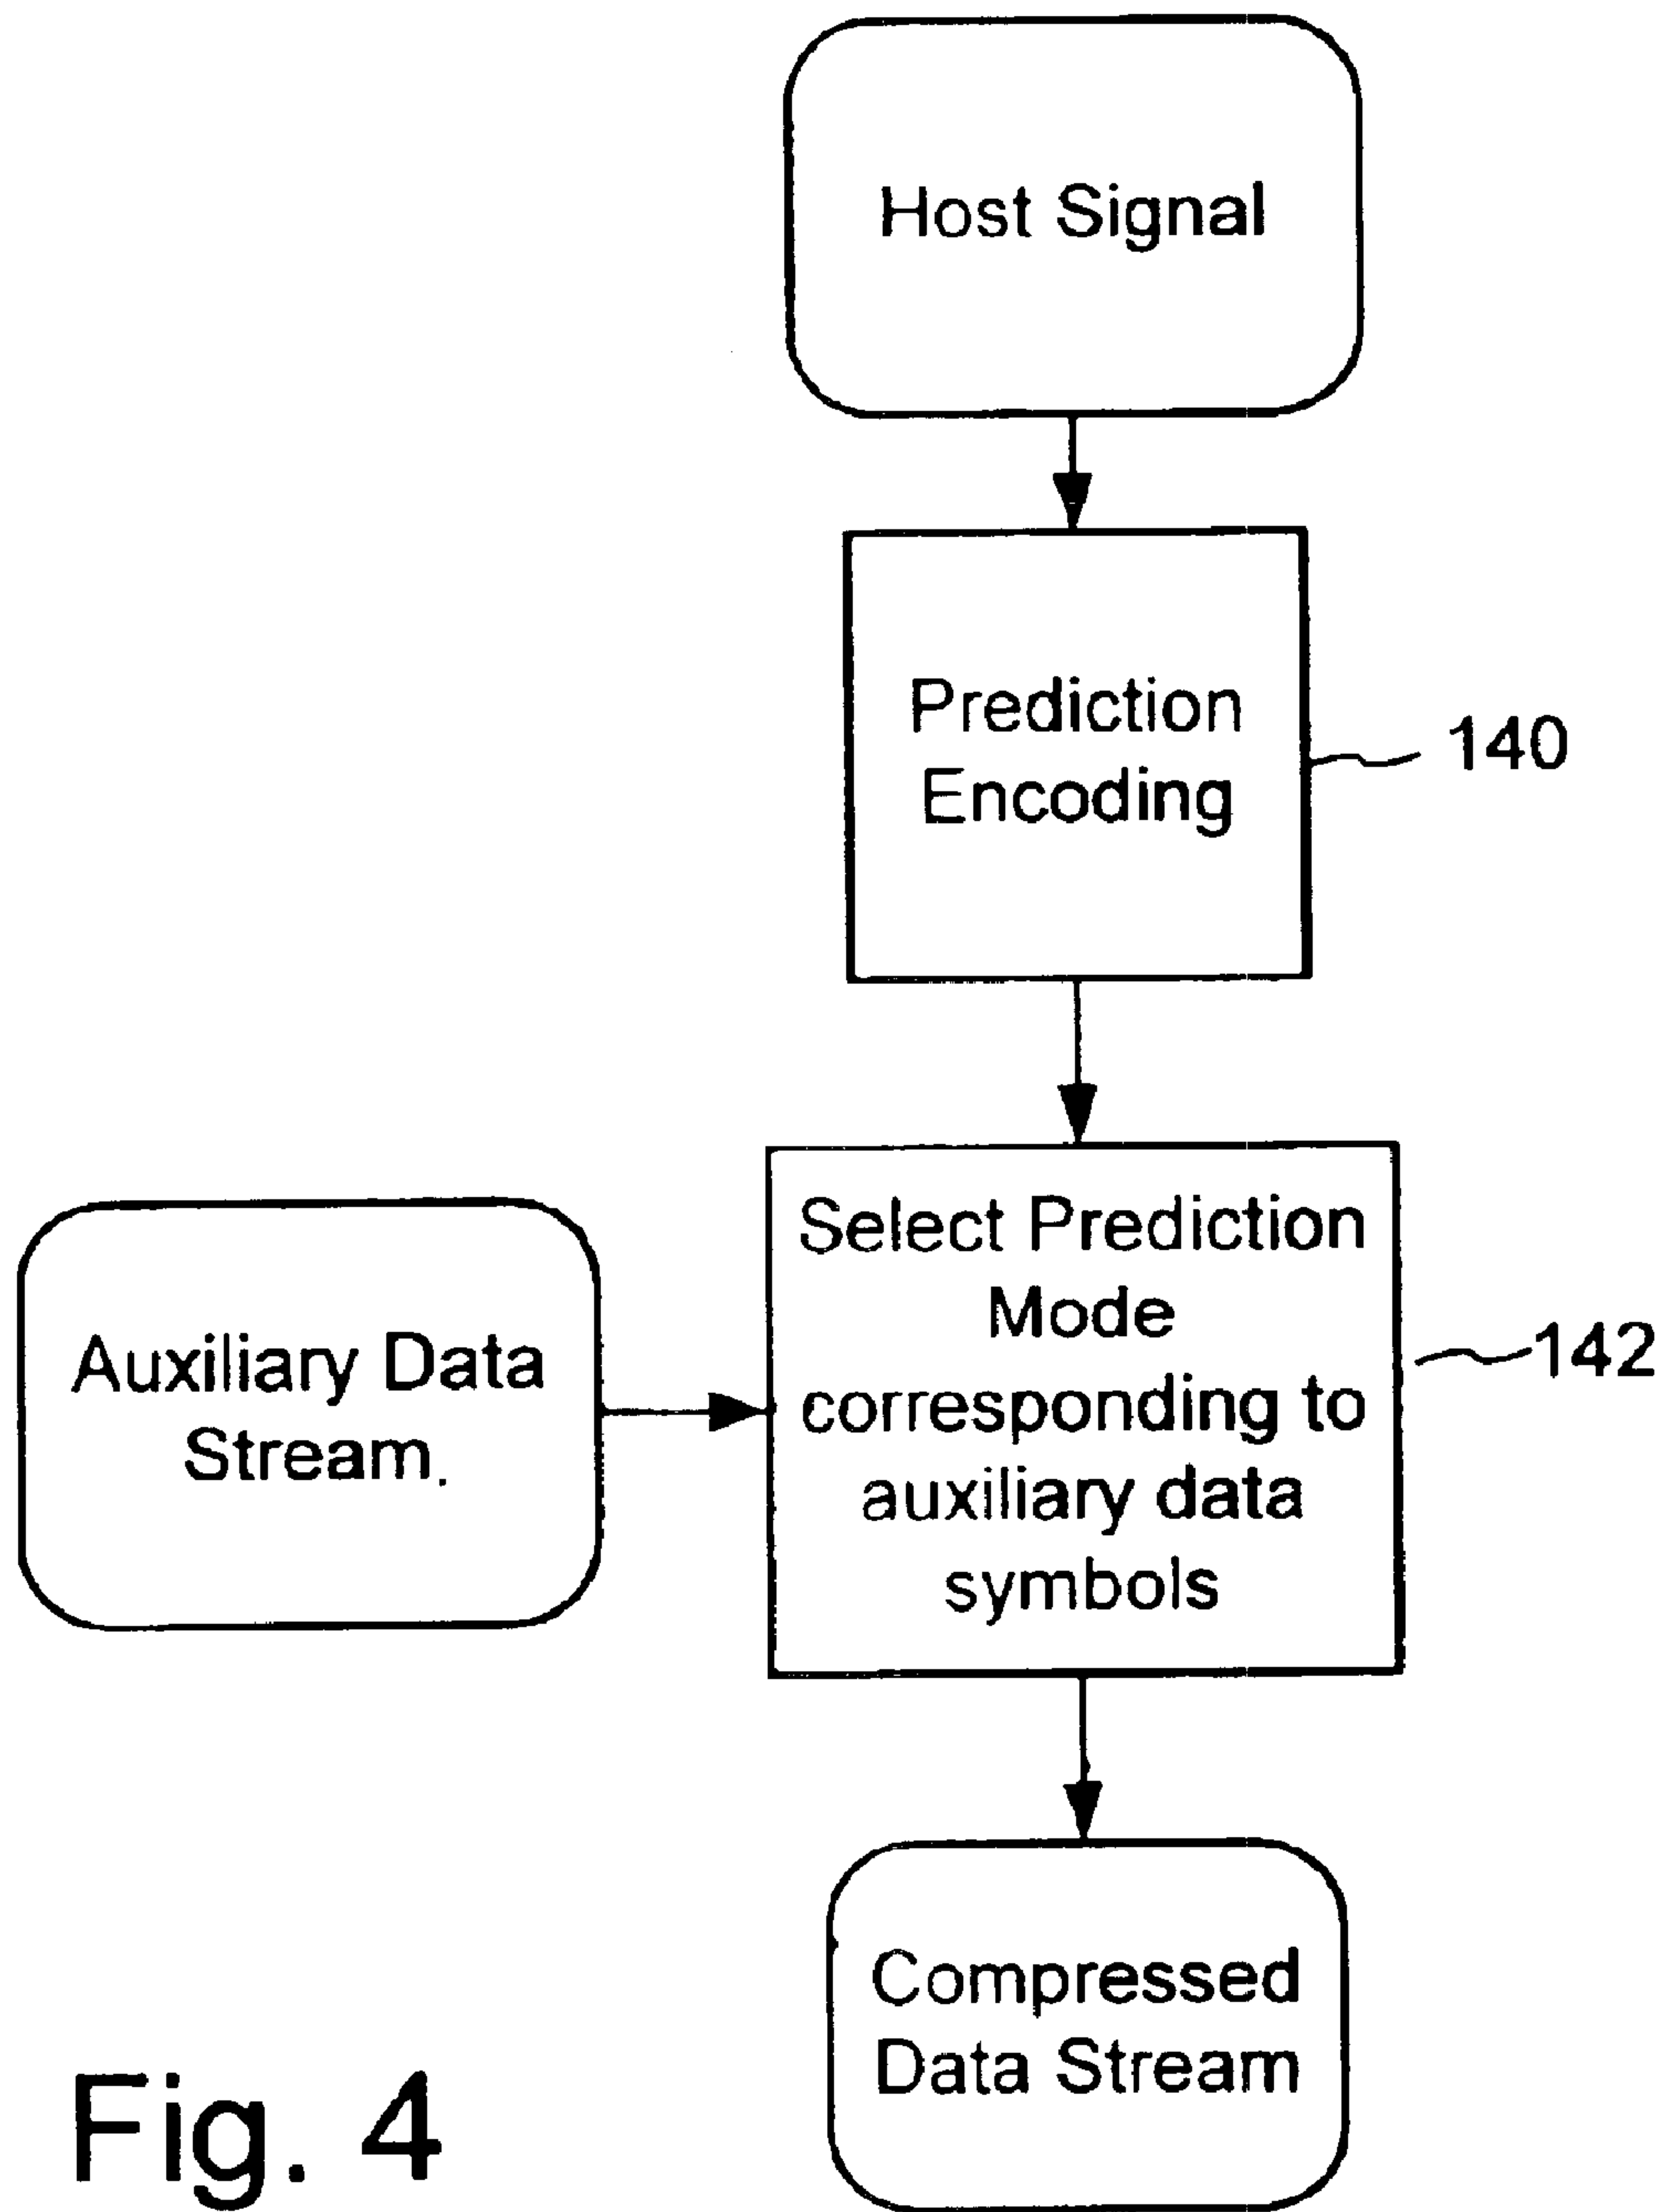 Host Signal
Prediction
Encoding
140
Select Prediction
Mode
corresponding to
auxiliary data
symbols
142
Auxiliary Data
Stream.
Compressed
Data Stream
Fig. 4